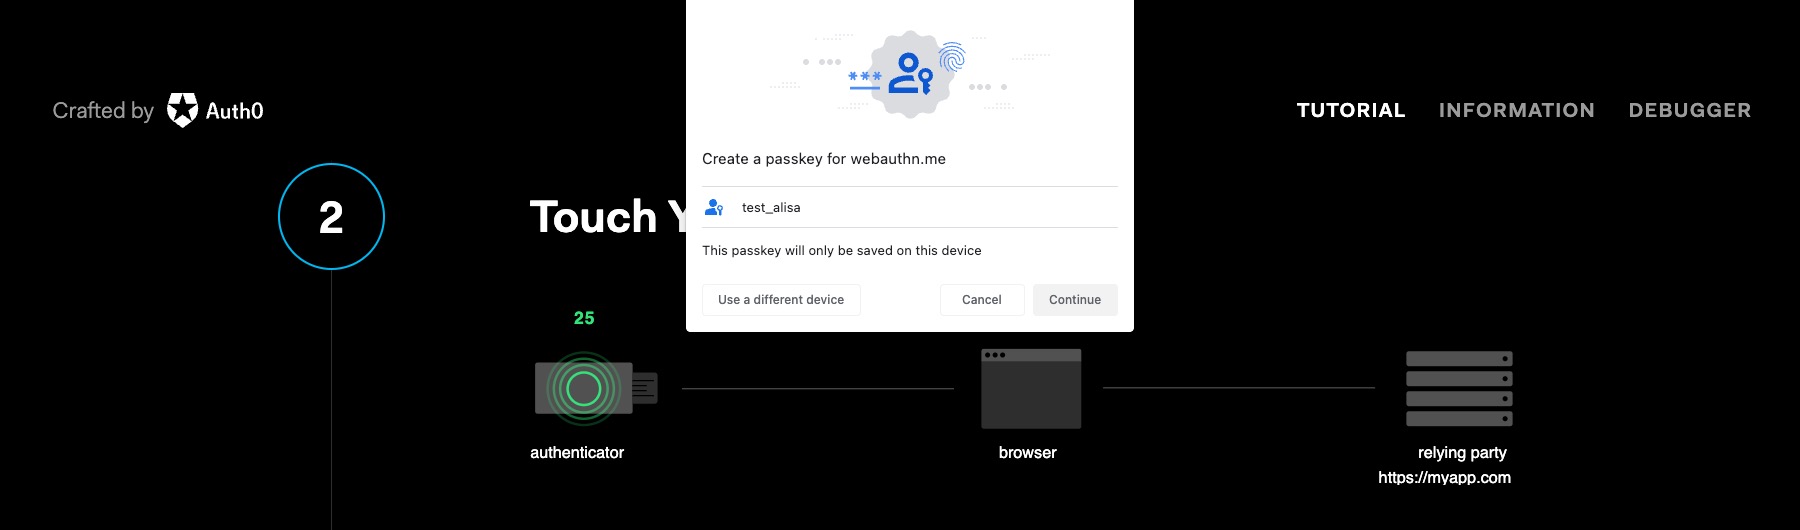 Crafted by Auth0
TUTORIAL INFORMATION DEBUGGER
***
Create a passkey for webauthn.me
test_alisa
This passkey will only be saved on this device
Use a different device Cancel Continue
2
Touch Y
25
authenticator
browser
relying party
https://myapp.com